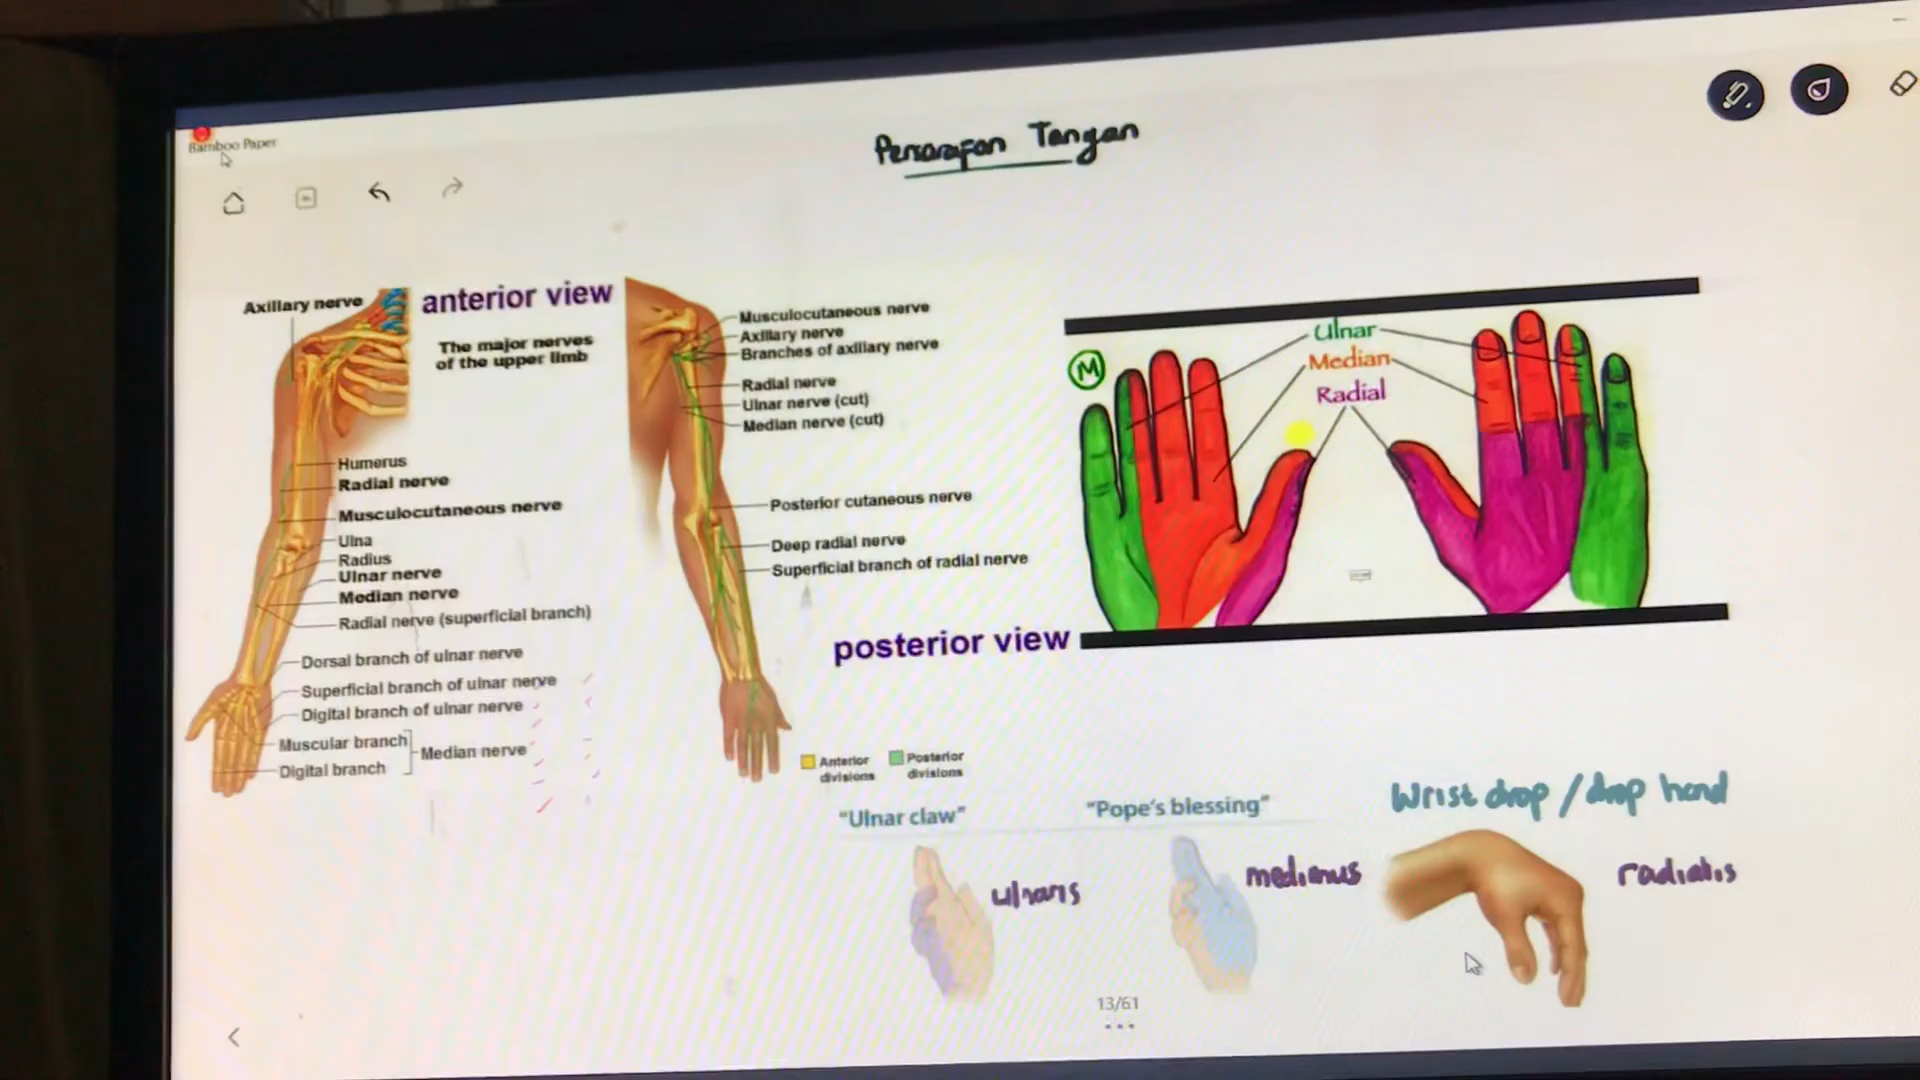 Bamboo Paper
Persarafan Tangan
Axillary nerve
anterior view
The major nerves
of the upper limb
Humerus
Radial nerve
Musculocutaneous nerve
Ulna
Radius
Ulnar nerve
Median nerve
Radial nerve (superficial branch)
Dorsal branch of ulnar nerve
Superficial branch of ulnar nerve
Digital branch of ulnar nerve
Muscular branch
Digital branch
Median nerve
Musculocutaneous nerve
Axillary nerve
Branches of axillary nerve
Radial nerve
Ulnar nerve (cut)
Median nerve (cut)
Posterior cutaneous nerve
Deep radial nerve
Superficial branch of radial nerve
posterior view
Anterior
divisions
Posterior
divisions
M
Ulnar
Median
Radial
"Ulnar claw"
ulnaris
"Pope's blessing"
medianus
Wrist drop / drop hand
radialis
13/61